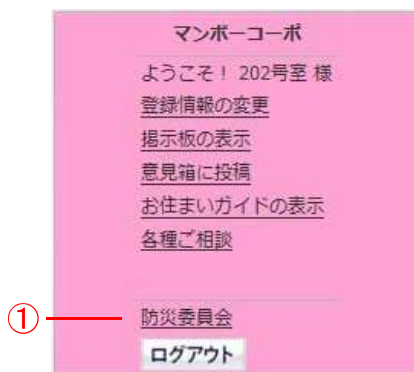 マンボーコーポ
ようこそ！ 202号室 様
登録情報の変更
掲示板の表示
意見箱に投稿
お住まいガイドの表示
各種ご相談
① 防災委員会
ログアウト